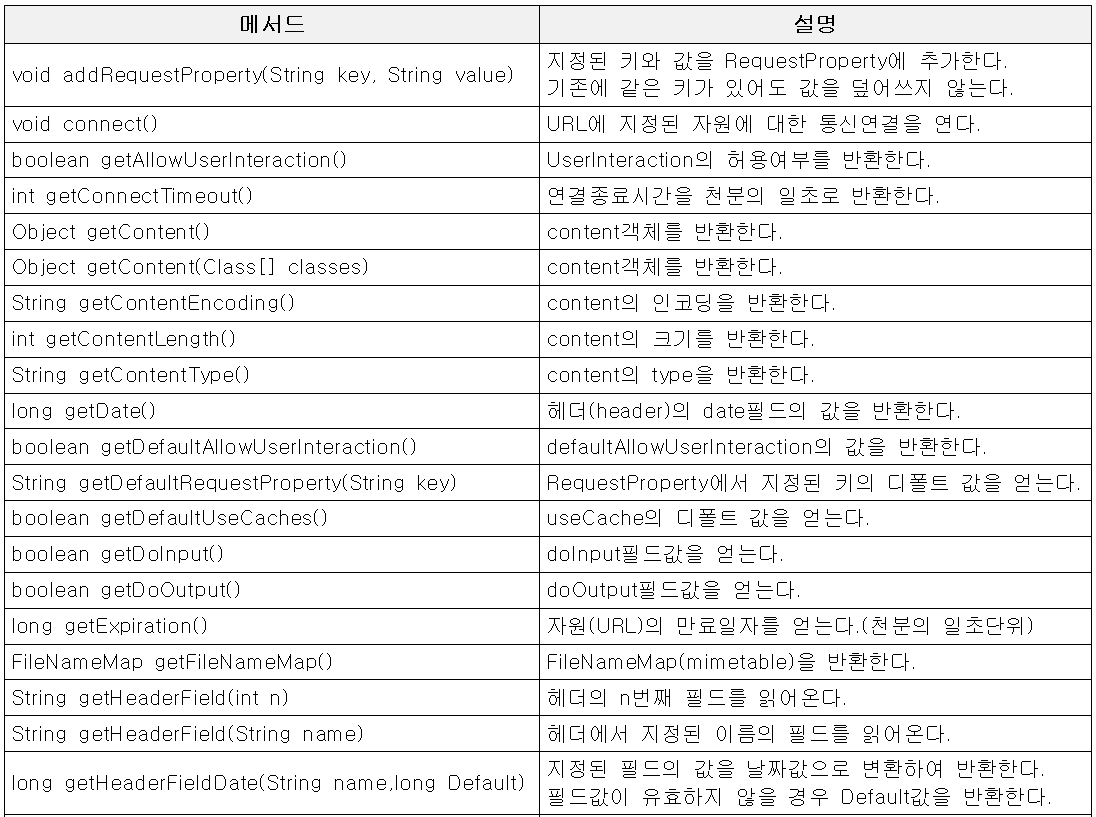 메서드 설명
void addRequestProperty(String key, String value) 지정된 키와 값을 RequestProperty에 추가한다.
기존에 같은 키가 있어도 값을 덮어쓰지 않는다.
void connect() URL에 지정된 자원에 대한 통신연결을 연다.
boolean getAllowUserInteraction() UserInteraction의 허용여부를 반환한다.
int getConnectTimeout() 연결종료시간을 천분의 일초로 반환한다.
Object getContent() content객체를 반환한다.
Object getContent(Class[] classes) content객체를 반환한다.
String getContentEncoding() content의 인코딩을 반환한다.
int getContentLength() content의 크기를 반환한다.
String getContentType() content의 type을 반환한다.
long getDate() 헤더(header)의 date필드의 값을 반환한다.
boolean getDefaultAllowUserInteraction() defaultAllowUserInteraction의 값을 반환한다.
String getDefaultRequestProperty(String key) RequestProperty에서 지정된 키의 디폴트 값을 얻는다.
boolean getDefaultUseCaches() useCache의 디폴트 값을 얻는다.
boolean getDoInput() doInput필드값을 얻는다.
boolean getDoOutput() doOutput필드값을 얻는다.
long getExpiration() 자원(URL)의 만료일자를 얻는다.(천분의 일초단위)
FileNameMap getFileNameMap() FileNameMap(mimetable)을 반환한다.
String getHeaderField(int n) 헤더의 n번째 필드를 읽어온다.
String getHeaderField(String name) 헤더에서 지정된 이름의 필드를 읽어온다.
long getHeaderFieldDate(String name,long Default) 지정된 필드의 값을 날짜값으로 변환하여 반환한다.
필드값이 유효하지 않을 경우 Default값을 반환한다.